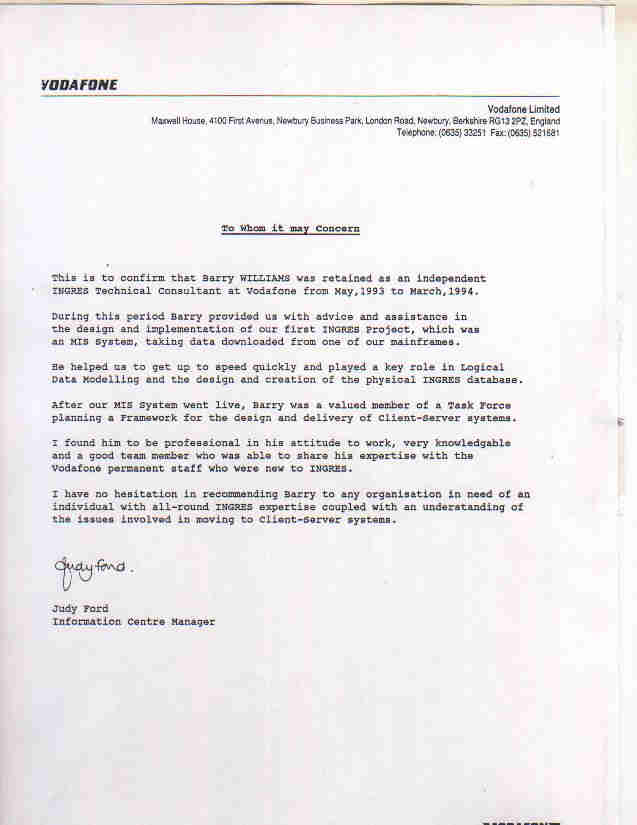 VODAFONE
Vodafone Limited
Maxwell House, 4100 First Avenue, Newbury Business Park, London Road, Newbury, Berkshire RG13 2PZ, England
Telephone: (0635) 33251 Fax: (0635) 521681
To Whom it may Concern
This is to confirm that Barry WILLIAMS was retained as an independent
INGRES Technical Consultant at Vodafone from May,1993 to March,1994.
During this period Barry provided us with advice and assistance in
the design and implementation of our first INGRES Project, which was
an MIS System, taking data downloaded from one of our mainframes.
He helped us to get up to speed quickly and played a key role in Logical
Data Modelling and the design and creation of the physical INGRES database.
After our MIS System went live, Barry was a valued member of a Task Force
planning a Framework for the design and delivery of Client-Server systems.
I found him to be professional in his attitude to work, very knowledgable
and a good team member who was able to share his expertise with the
Vodafone permanent staff who were new to INGRES.
I have no hesitation in recommending Barry to any organisation in need of an
individual with all-round INGRES expertise coupled with an understanding of
the issues involved in moving to Client-Server systems.
Judy Ford.
Judy Ford
Information Centre Manager